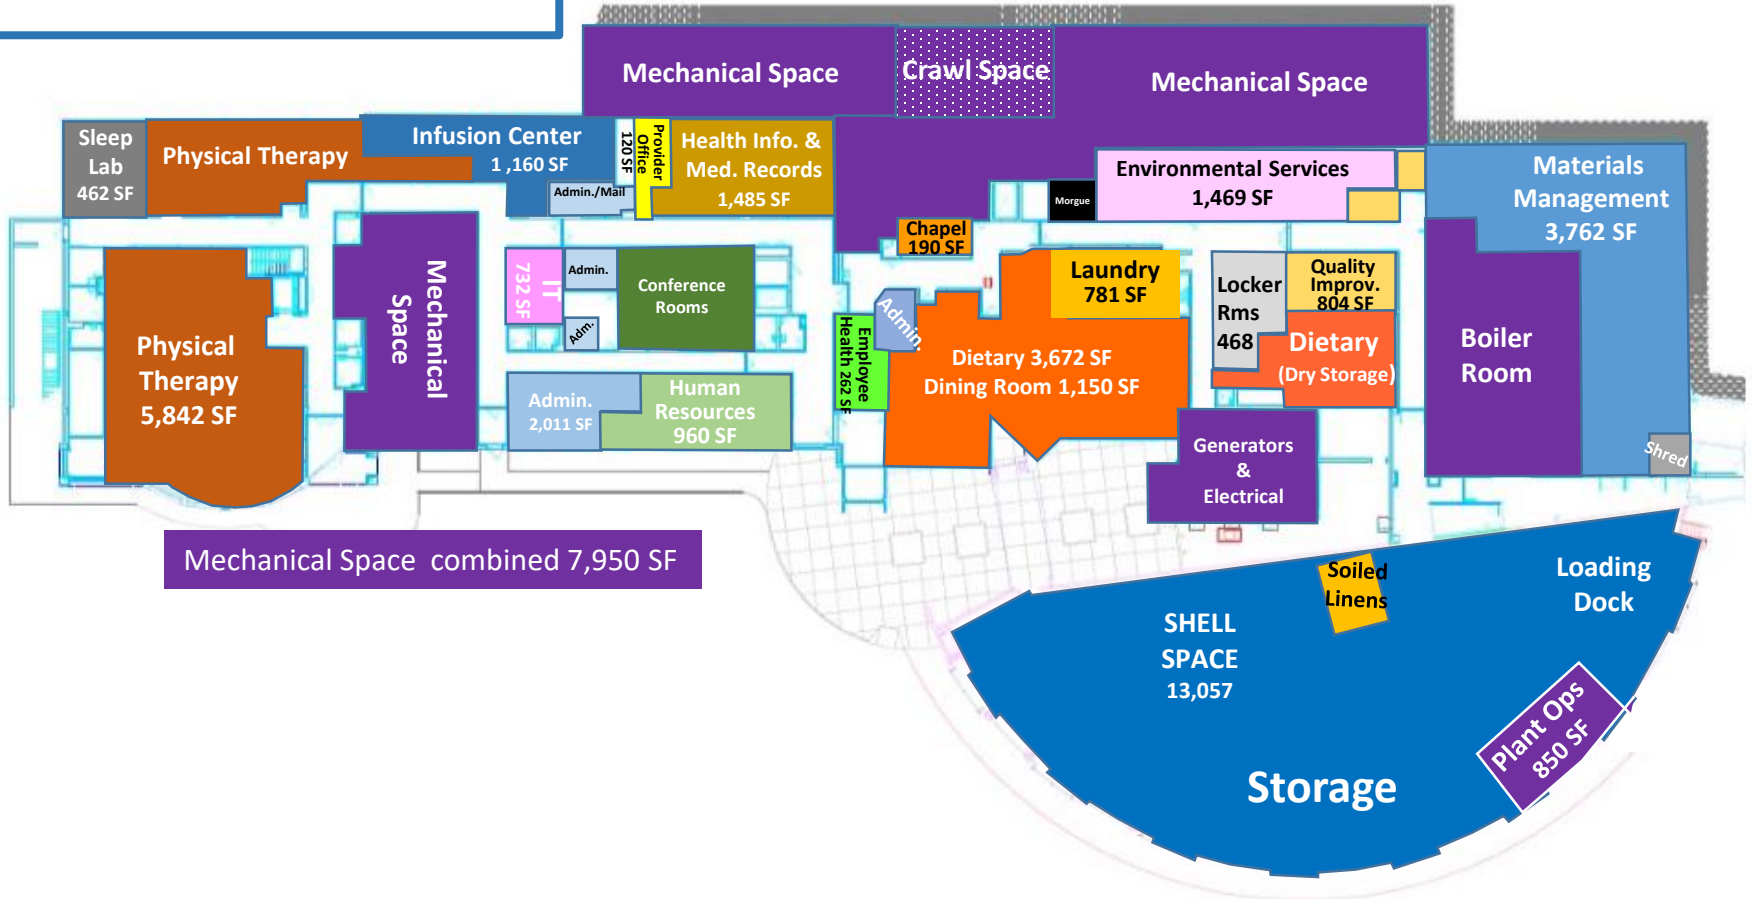 Mechanical Space
Crawl Space
Mechanical Space
Sleep
Lab
462 SF
Physical Therapy
Infusion Center
1,160 SF
Admin./Mail
120 SF
Provider
Office
Health Info. &
Med. Records
1,485 SF
Morgue
Environmental Services
1,469 SF
Materials
Management
3,762 SF
Chapel
190 SF
Physical
Therapy
5,842 SF
Mechanical
Space
IT
732 SF
Admin.
Adm.
Conference
Rooms
Admin.
2,011 SF
Human
Resources
960 SF
Employee
Health 262 SF
Admin.
Laundry
781 SF
Dietary 3,672 SF
Dining Room 1,150 SF
Locker
Rms
468
Quality
Improv.
804 SF
Dietary
(Dry Storage)
Generators
&
Electrical
Boiler
Room
Shred
Mechanical Space combined 7,950 SF
Soiled
Linens
Loading
Dock
SHELL
SPACE
13,057
Plant Ops
850 SF
Storage